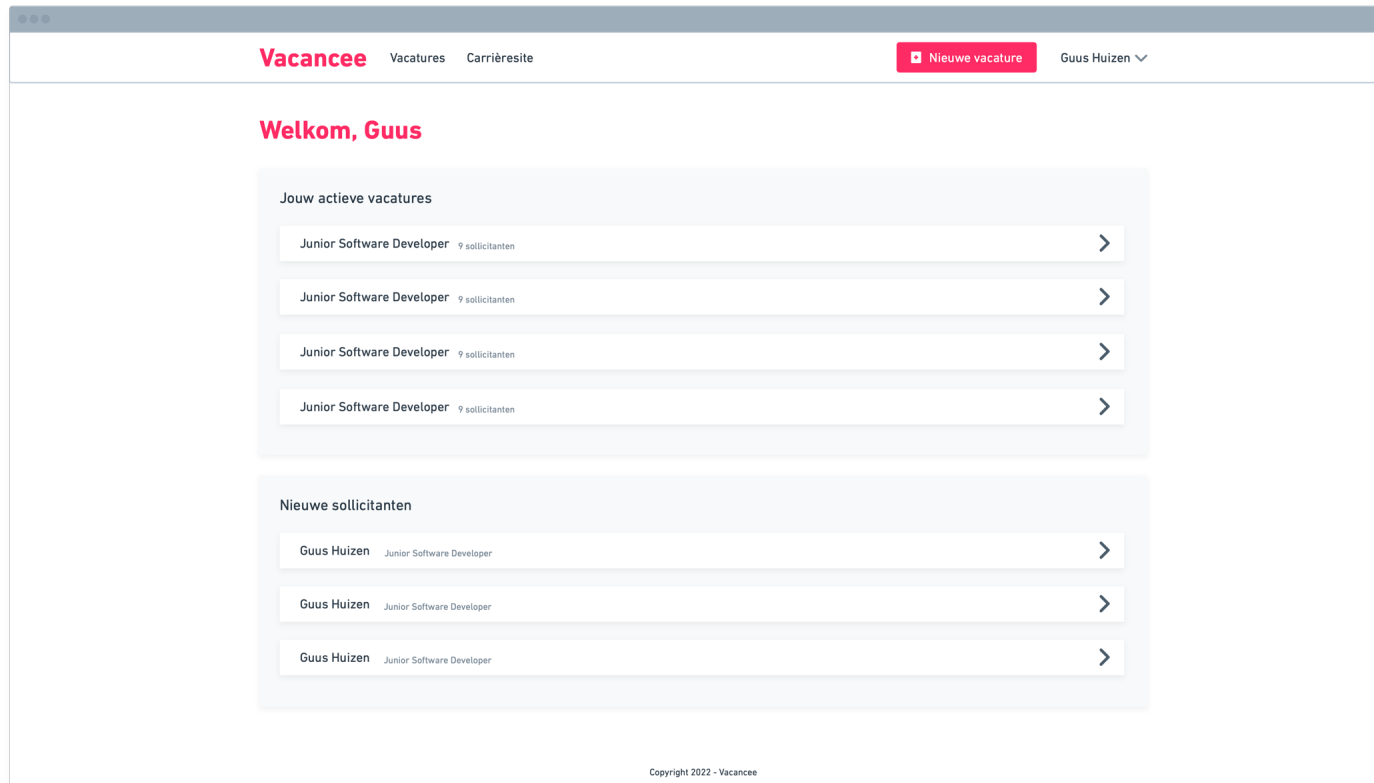 Vacancee Vacatures Carrièresite Nieuwe vacature Guus Huizen
Welkom, Guus
Jouw actieve vacatures
Junior Software Developer 9 sollicitanten
Junior Software Developer 9 sollicitanten
Junior Software Developer 9 sollicitanten
Junior Software Developer 9 sollicitanten
Nieuwe sollicitanten
Guus Huizen Junior Software Developer
Guus Huizen Junior Software Developer
Guus Huizen Junior Software Developer
Copyright 2022 - Vacancee